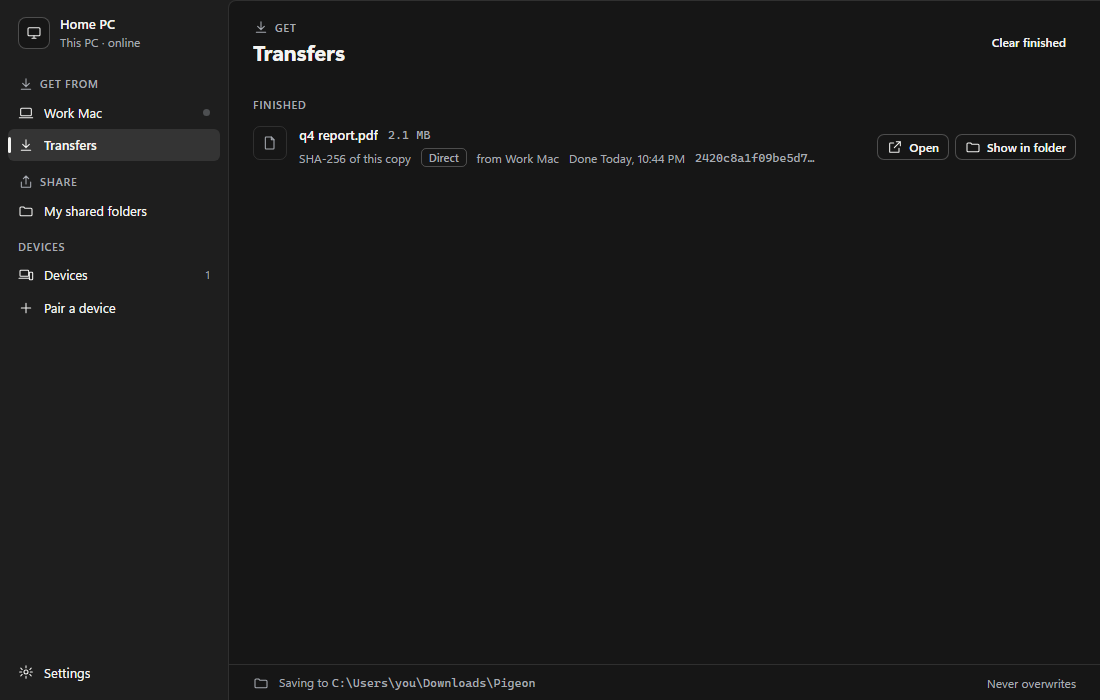 Home PC
This PC · online
GET FROM
Work Mac
Transfers
SHARE
My shared folders
DEVICES
Devices 1
Pair a device
Settings
GET
Transfers
Clear finished
FINISHED
q4 report.pdf 2.1 MB
SHA-256 of this copy Direct from Work Mac Done Today, 10:44 PM 2420c8a1f09be5d7…
Open Show in folder
Saving to C:\Users\you\Downloads\Pigeon
Never overwrites